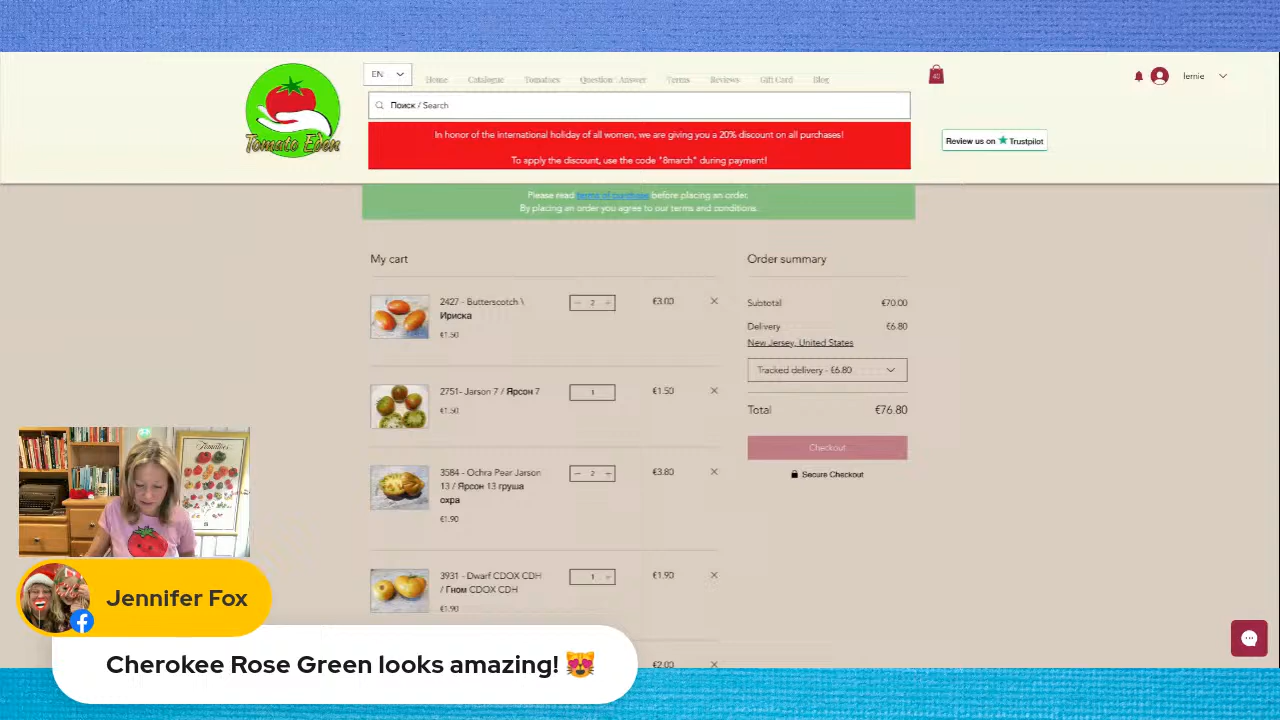 EN
Home Catalogue Tomatoes Question \ Answer Terms Reviews Gift Card Blog
40
lernie
Поиск / Search
Tomato Eden
In honor of the international holiday of all women, we are giving you a 20% discount on all purchases!
To apply the discount, use the code "8march" during payment!
Review us on Trustpilot
Please read terms of purchase before placing an order.
By placing an order you agree to our terms and conditions.
My cart
2427 - Butterscotch \
Ириска
€1.50
2
€3.00
2751- Jarson 7 / Ярсон 7
€1.50
1
€1.50
3584 - Ochra Pear Jarson
13 / Ярсон 13 груша
охра
€1.90
2
€3.80
3931 - Dwarf CDOX CDH
/ Гном CDOX CDH
€1.90
1
€1.90
€2.00
Order summary
Subtotal €70.00
Delivery €6.80
New Jersey, United States
Tracked delivery - €6.80
Total €76.80
Checkout
Secure Checkout
Tomatoes
Jennifer Fox
Cherokee Rose Green looks amazing! 😻